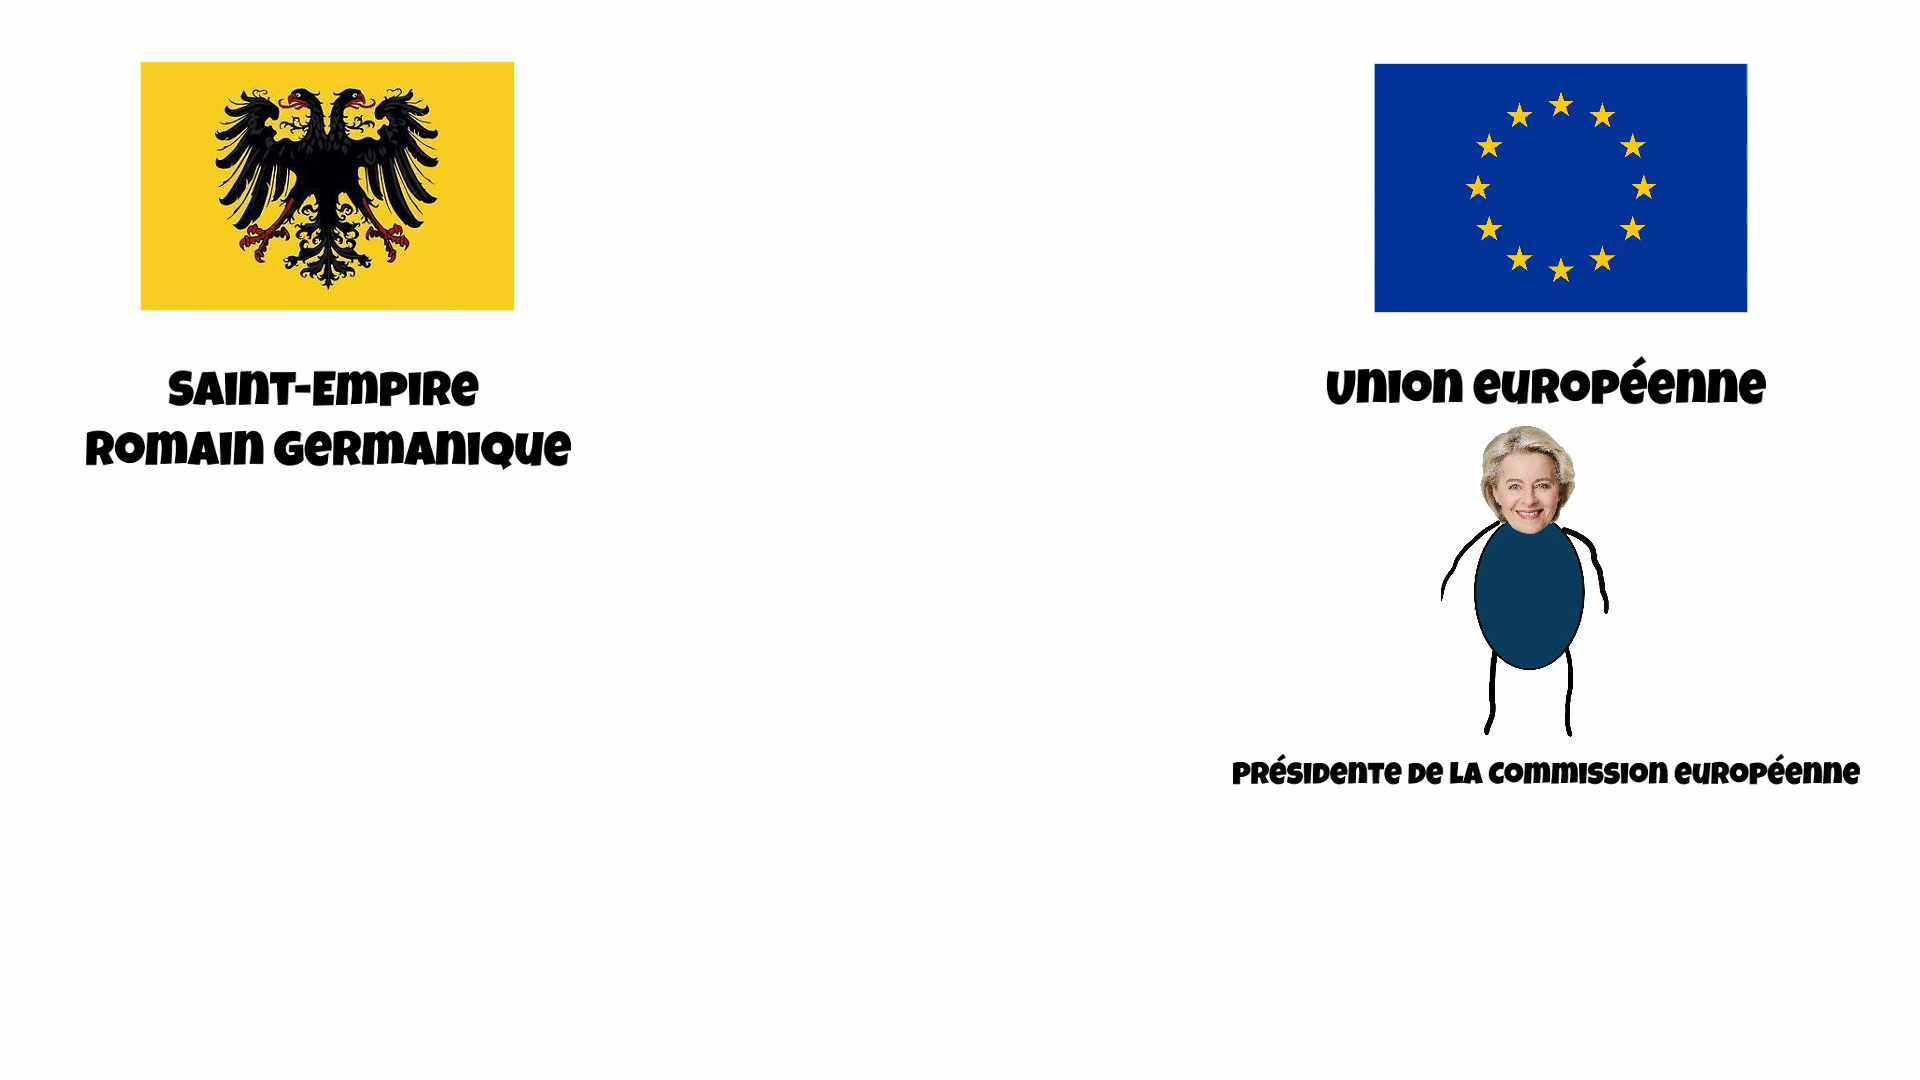 Saint-Empire
Romain Germanique
Union européenne
Présidente de la Commission européenne